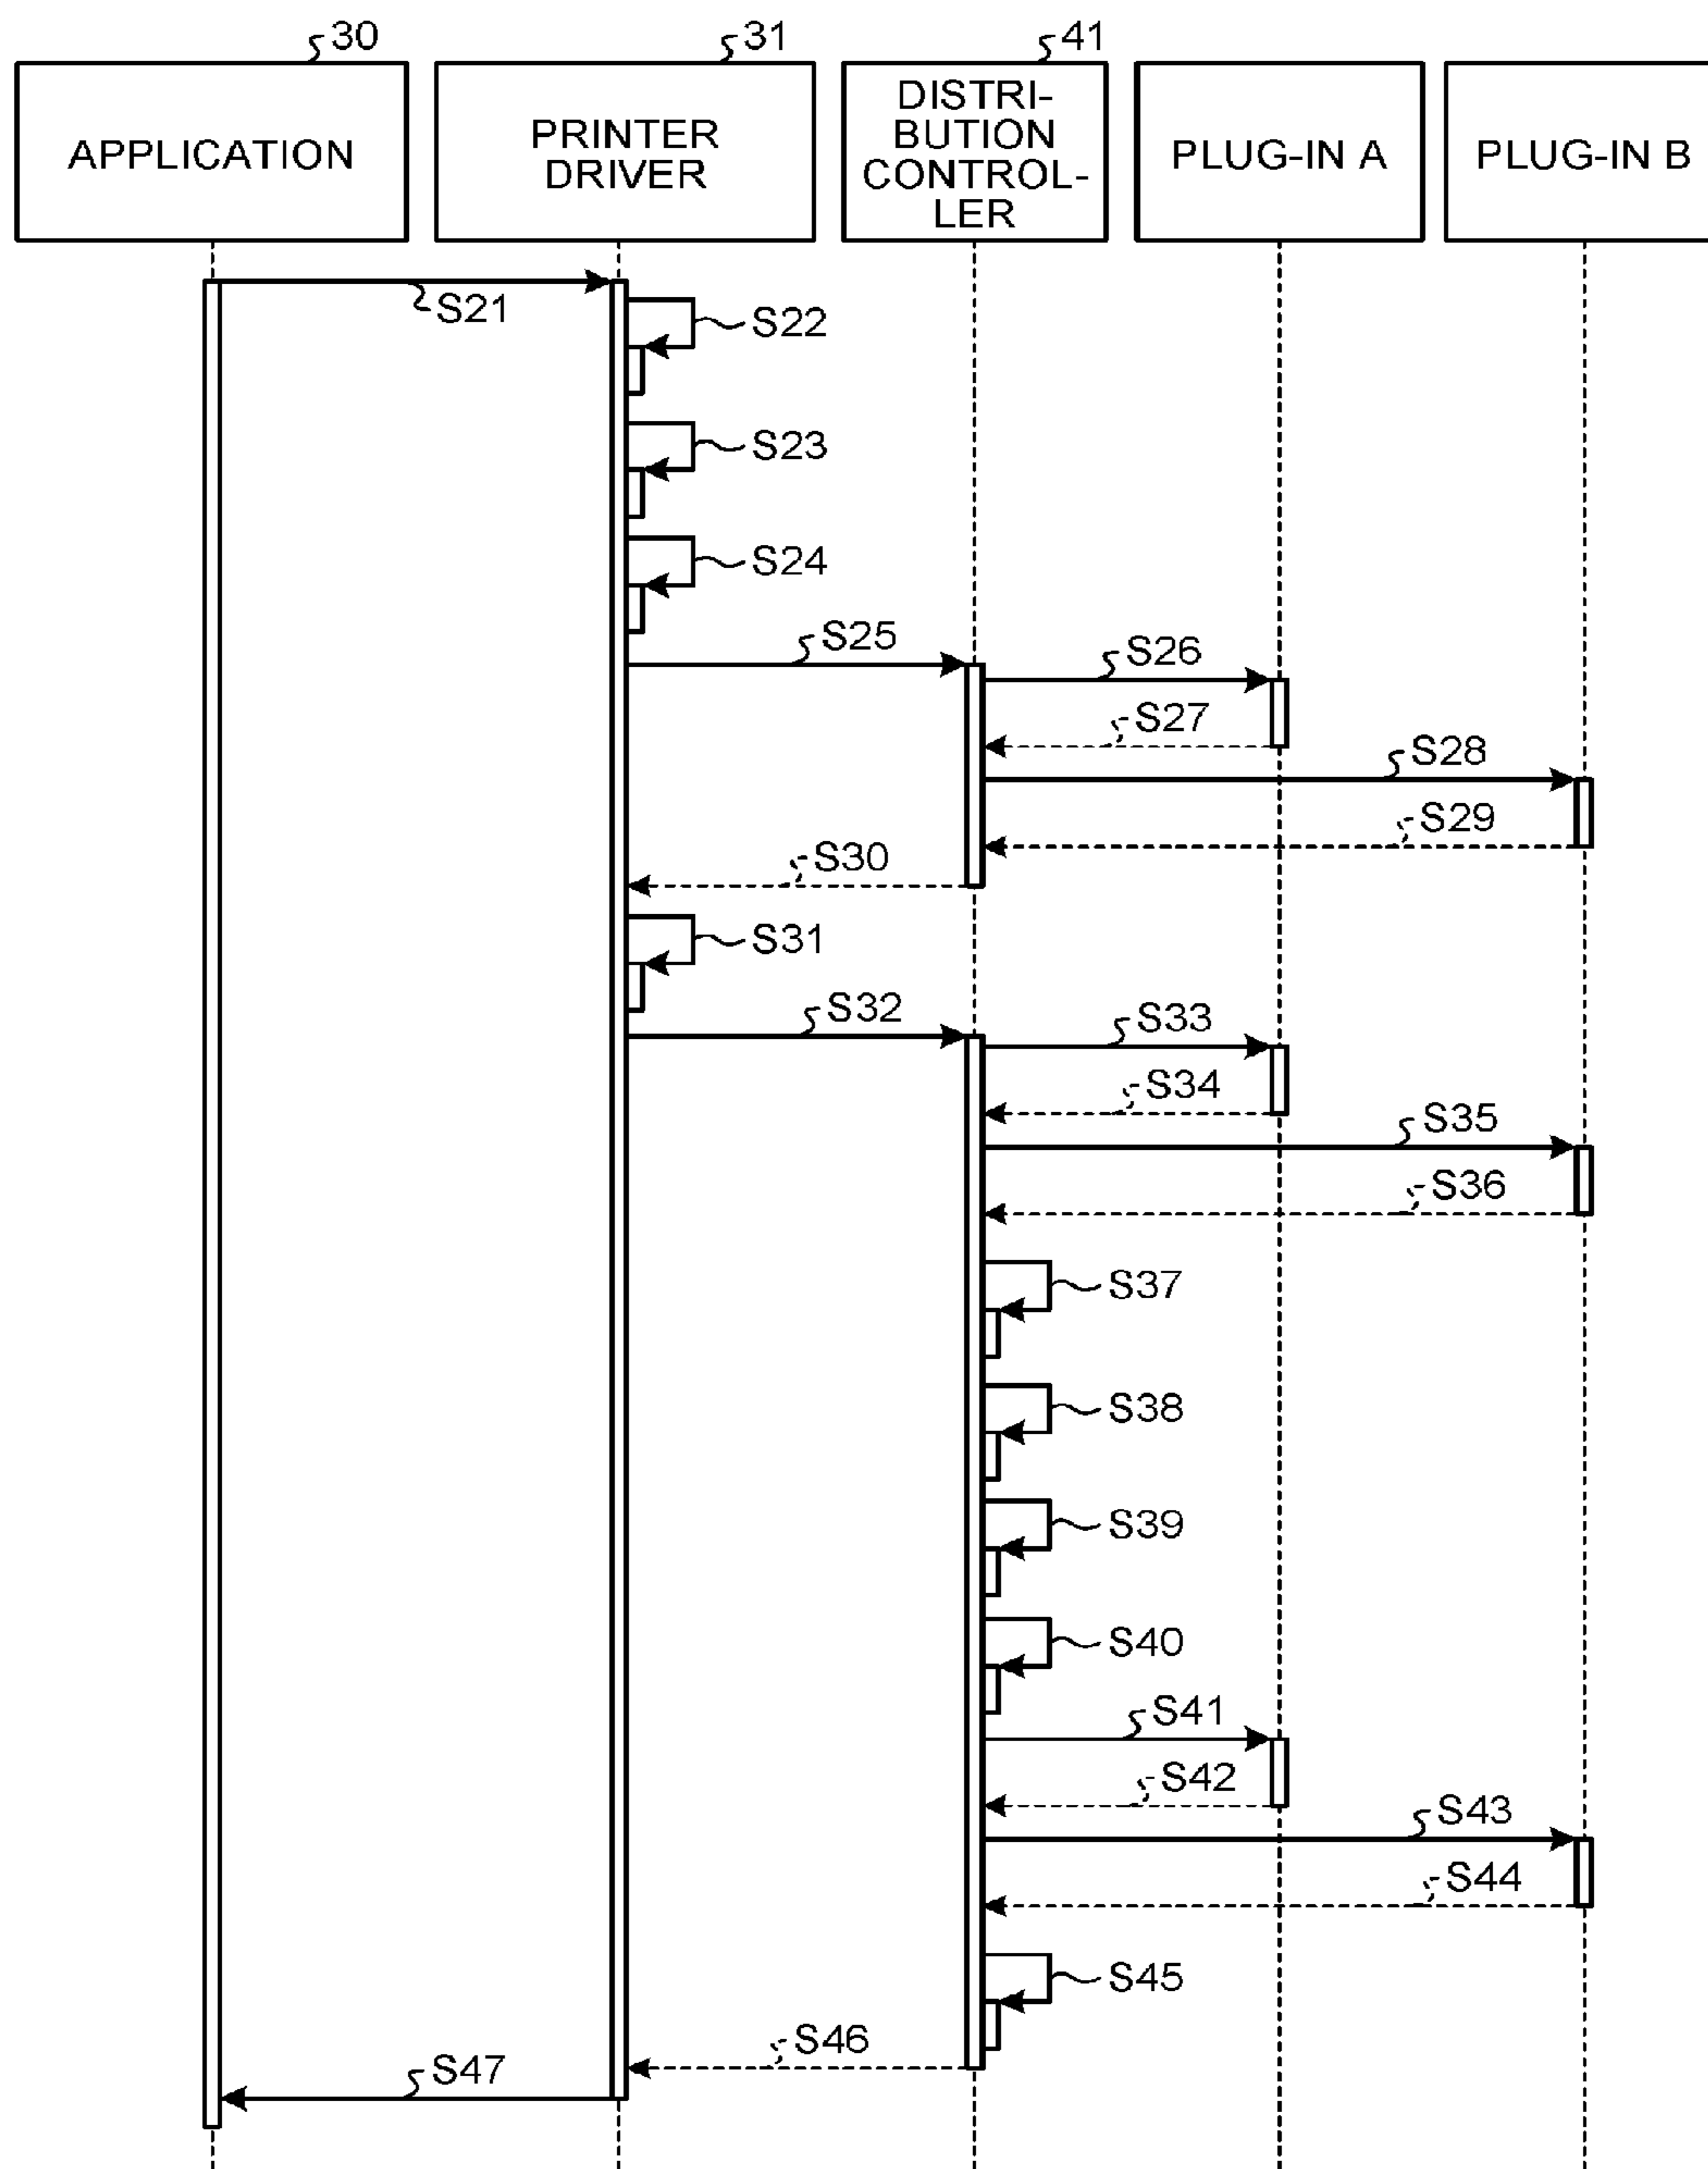 30
31
41
APPLICATION
PRINTER
DRIVER
DISTRI-
BUTION
CONTROL-
LER
PLUG-IN A
PLUG-IN B
S21
S22
S23
S24
S25
S26
S27
S28
S29
S30
S31
S32
S33
S34
S35
S36
S37
S38
S39
S40
S41
S42
S43
S44
S45
S46
S47